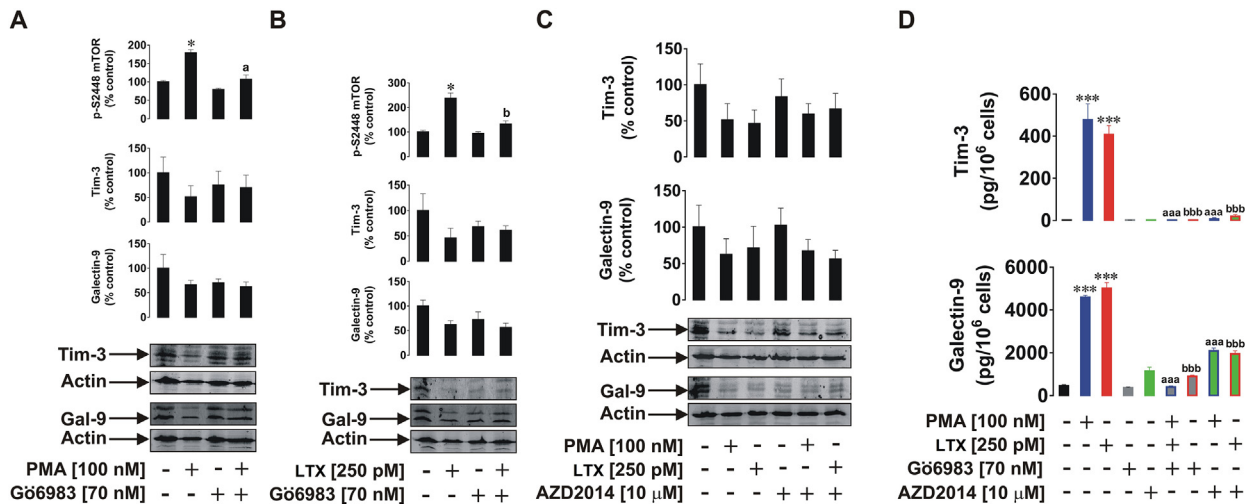 A
p-S2448 mTOR
(% control)
200
150
100
50
0
*
a
Tim-3
(% control)
150
100
50
0
Galectin-9
(% control)
150
100
50
0
Tim-3
Actin
Gal-9
Actin
PMA [100 nM] - + - +
Gö6983 [70 nM] - - + +
B
p-S2448 mTOR
(% control)
300
200
100
0
*
b
Tim-3
(% control)
150
100
50
0
Galectin-9
(% control)
150
100
50
0
Tim-3
Gal-9
Actin
LTX [250 pM] - + - +
Gö6983 [70 nM] - - + +
C
Tim-3
(% control)
150
100
50
0
Galectin-9
(% control)
150
100
50
0
Tim-3
Actin
Gal-9
Actin
PMA [100 nM] - + - - + -
LTX [250 pM] - - + - - +
AZD2014 [10 µM] - - - + + +
D
Tim-3
(pg/10⁶ cells)
600
400
200
0
*** *** aaa bbb aaa bbb
Galectin-9
(pg/10⁶ cells)
6000
4000
2000
0
*** *** aaa bbb aaa bbb
PMA [100 nM] - + - - - + - + -
LTX [250 pM] - - + - - - + - +
Gö6983 [70 nM] - - - + - + + - -
AZD2014 [10 µM] - - - - + - - + +